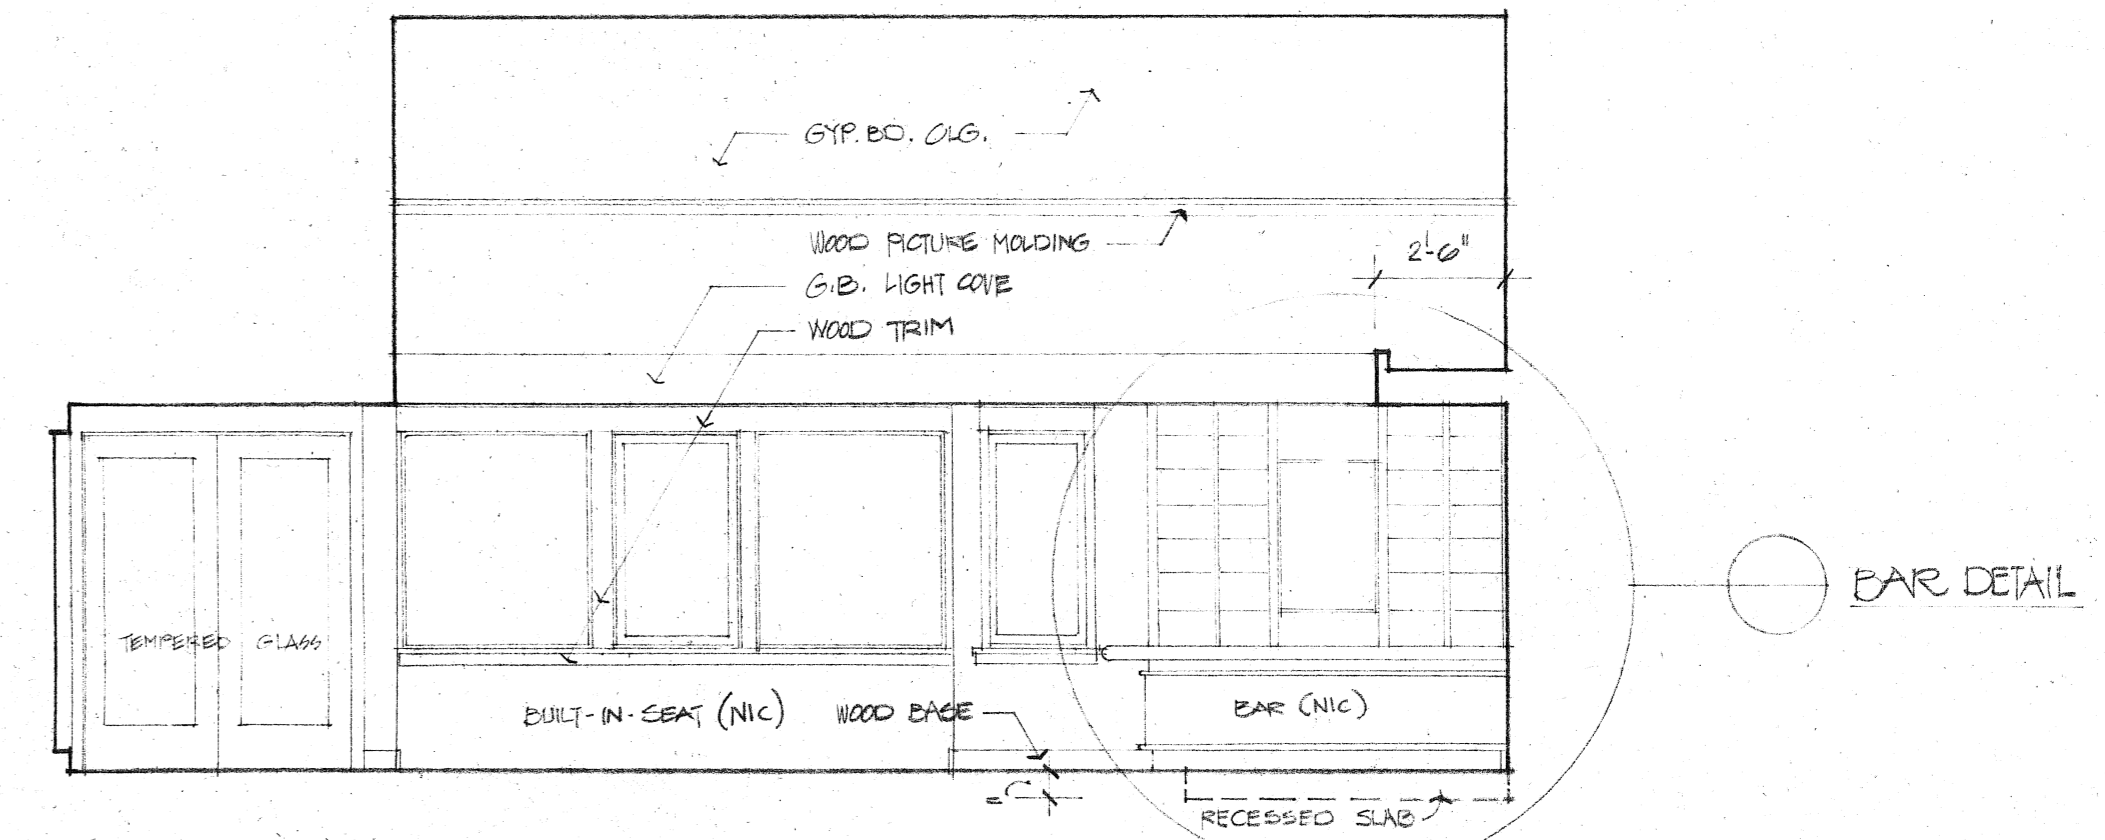 GYP. BD. CLG.
WOOD PICTURE MOLDING
2'-6"
G.B. LIGHT COVE
WOOD TRIM
BAR DETAIL
TEMPERED GLASS
BUILT-IN-SEAT (NIC)
WOOD BASE
BAR (NIC)
RECESSED SLAB